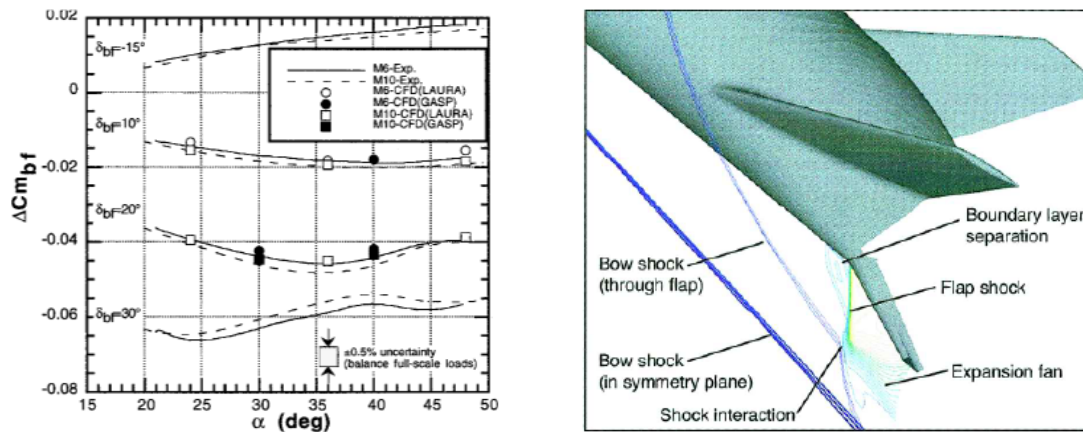 0.02
0
-0.02
-0.04
-0.06
-0.08
ΔCm bf
δbf=-15°
δbf=10°
δbf=20°
δbf=30°
M6-Exp.
M10-Exp.
M6-CFD(LAURA)
M6-CFD(GASP)
M10-CFD(LAURA)
M10-CFD(GASP)
±0.5% uncertainty
(balance full-scale loads)
15 20 25 30 35 40 45 50
α (deg)
Boundary layer
separation
Bow shock
(through flap)
Flap shock
Bow shock
(in symmetry plane)
Expansion fan
Shock interaction